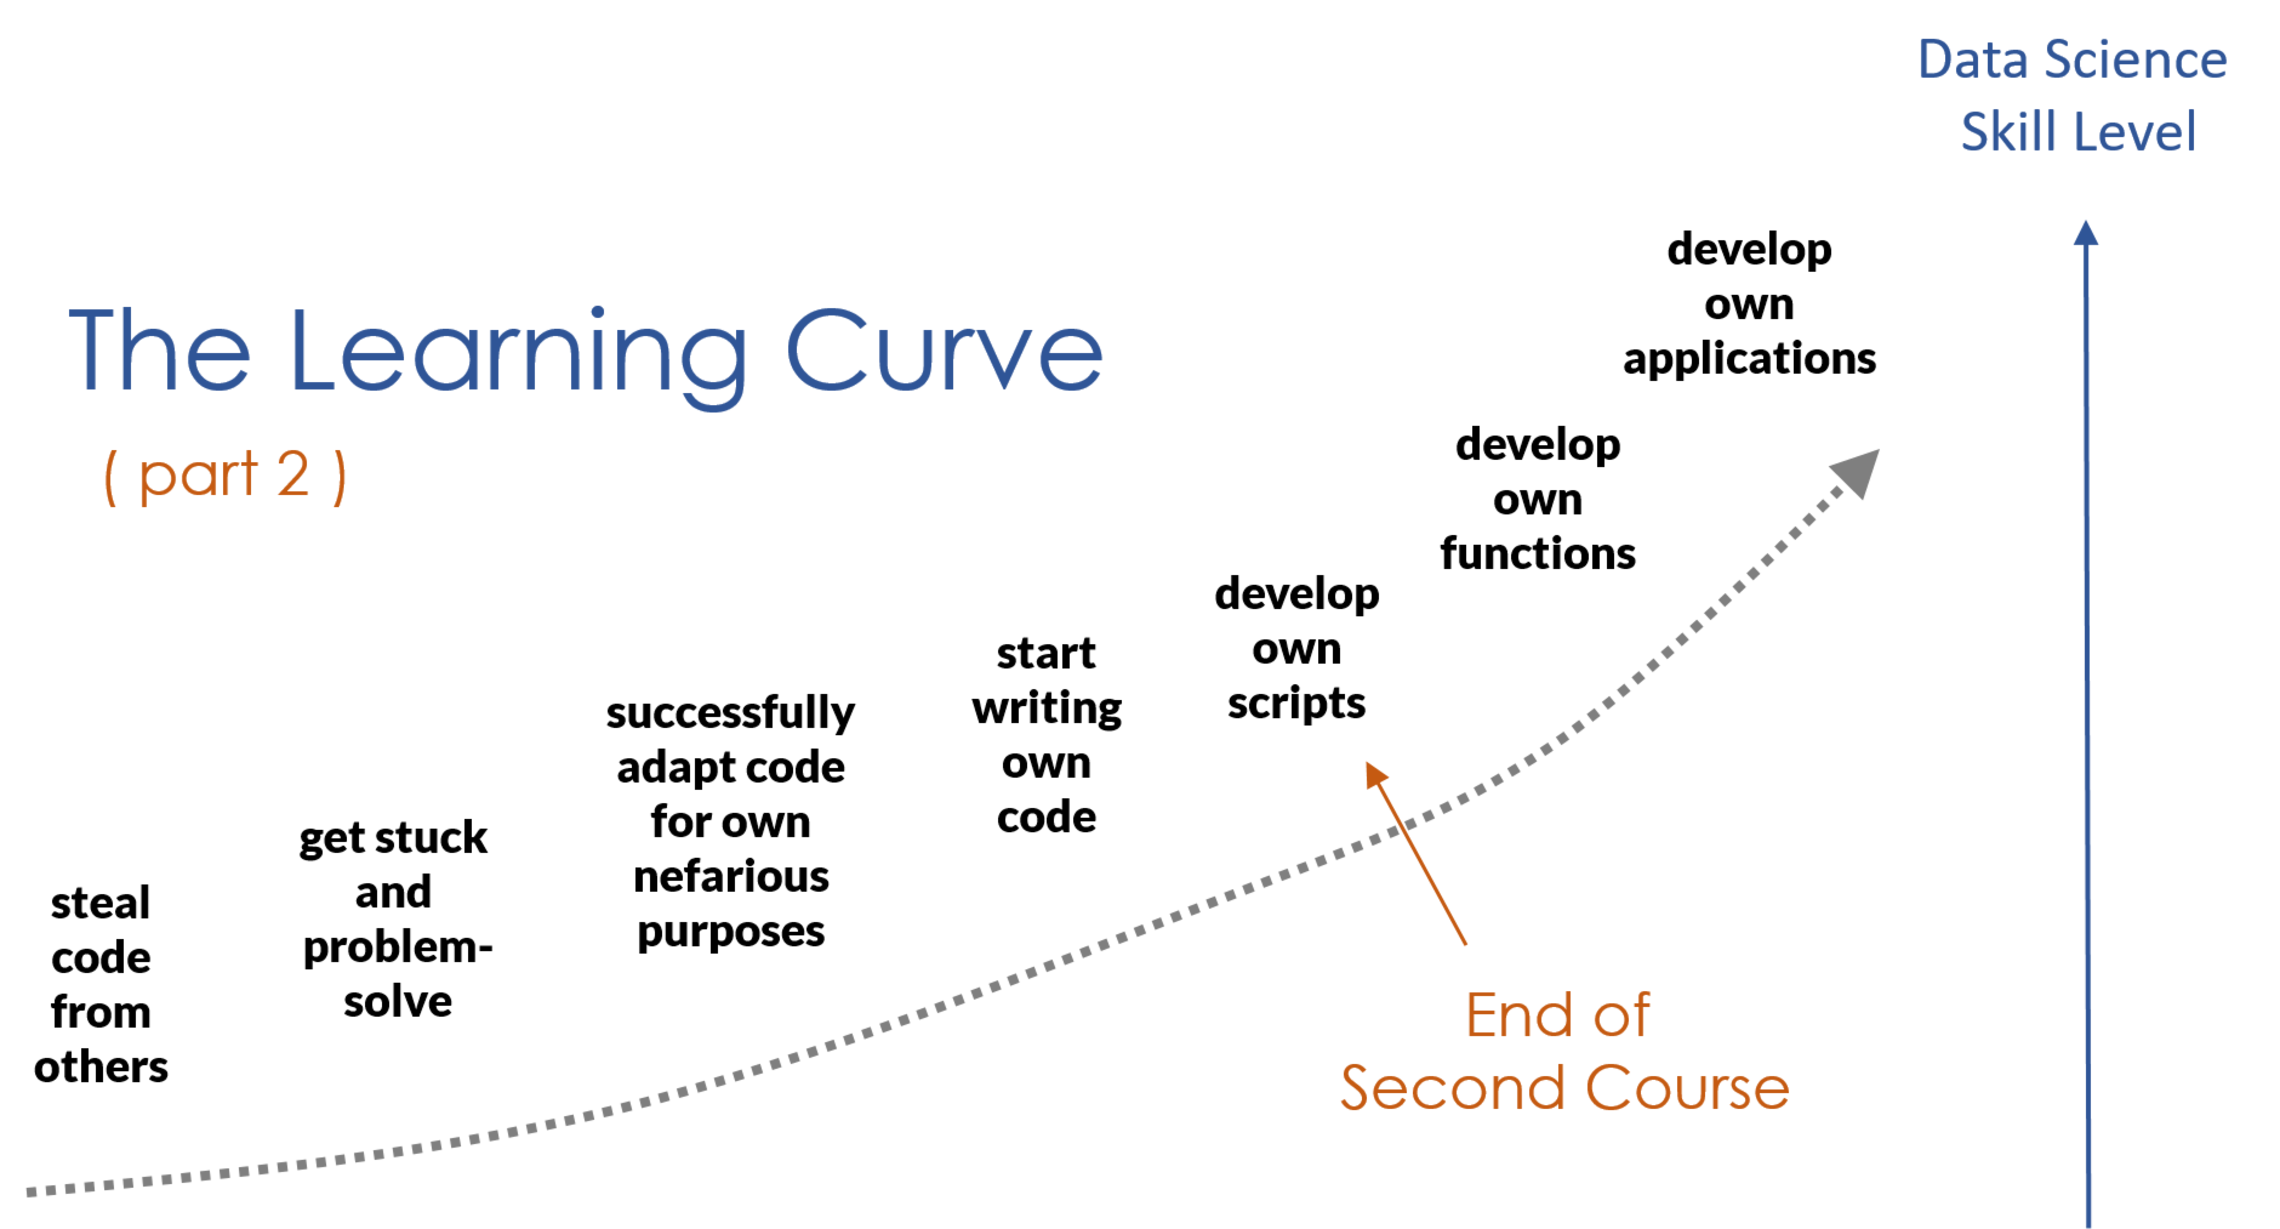 Data Science
Skill Level
The Learning Curve
( part 2 )
steal
code
from
others
get stuck
and
problem-
solve
successfully
adapt code
for own
nefarious
purposes
start
writing
own
code
develop
own
scripts
develop
own
functions
develop
own
applications
End of
Second Course